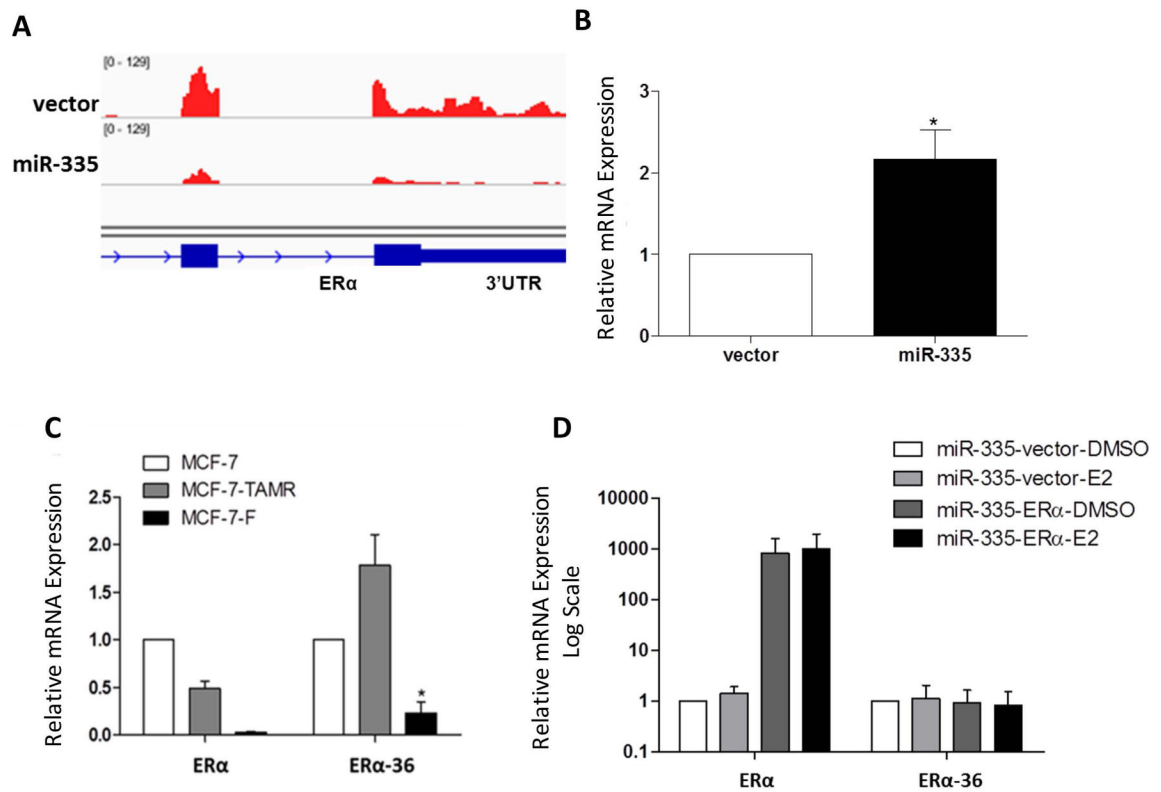 A
[0 - 129]
vector
[0 - 129]
miR-335
ERα
3'UTR
B
Relative mRNA Expression
3
2
1
0
*
vector
miR-335
C
MCF-7
MCF-7-TAMR
MCF-7-F
Relative mRNA Expression
2.5
2.0
1.5
1.0
0.5
0.0
*
ERα
ERα-36
D
miR-335-vector-DMSO
miR-335-vector-E2
miR-335-ERα-DMSO
miR-335-ERα-E2
Relative mRNA Expression
Log Scale
10000
1000
100
10
1
0.1
ERα
ERα-36